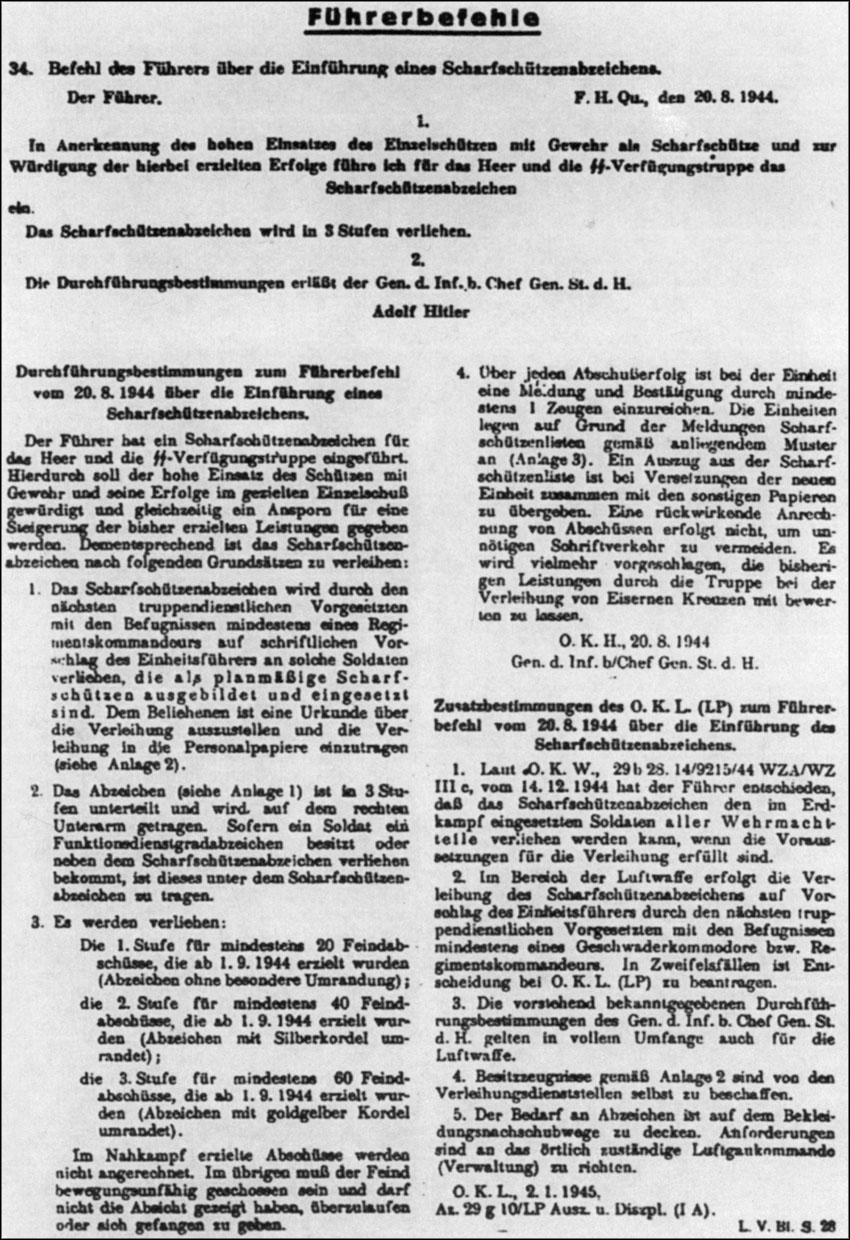 Führerbefehle
34. Befehl des Führers über die Einführung eines Scharfschützenabzeichens.
Der Führer. F. H. Qu., den 20. 8. 1944.
1.
In Anerkennung des hohen Einsatzes des Einzelschützen mit Gewehr als Scharfschütze und zur
Würdigung der hierbei erzielten Erfolge führe ich für das Heer und die SS-Verfügungstruppe das
Scharfschützenabzeichen
ein.
Das Scharfschützenabzeichen wird in 3 Stufen verliehen.
2.
Die Durchführungsbestimmungen erläßt der Gen. d. Inf. b. Chef Gen. St. d. H.
Adolf Hitler
Durchführungsbestimmungen zum Führerbefehl
vom 20. 8. 1944 über die Einführung eines
Scharfschützenabzeichens.
Der Führer hat ein Scharfschützenabzeichen für
das Heer und die SS-Verfügungstruppe eingeführt.
Hierdurch soll der hohe Einsatz des Schützen mit
Gewehr und seine Erfolge im gezielten Einzelschuß
gewürdigt und gleichzeitig ein Ansporn für eine
Steigerung der bisher erzielten Leistungen gegeben
werden. Dementsprechend ist das Scharfschützen-
abzeichen nach folgenden Grundsätzen zu verleihen:
1. Das Scharfschützenabzeichen wird durch den
nächsten truppendienstlichen Vorgesetzten
mit den Befugnissen mindestens eines Regi-
mentskommandeurs auf schriftlichen Vor-
schlag des Einheitsführers an solche Soldaten
verliehen, die als planmäßige Scharf-
schützen ausgebildet und eingesetzt
sind. Dem Beliehenen ist eine Urkunde über
die Verleihung auszustellen und die Ver-
leihung in die Personalpapiere einzutragen
(siehe Anlage 2).
2. Das Abzeichen (siehe Anlage 1) ist in 3 Stu-
fen unterteilt und wird auf dem rechten
Unterarm getragen. Sofern ein Soldat ein
Funktionsdienstgradabzeichen besitzt oder
neben dem Scharfschützenabzeichen verliehen
bekommt, ist dieses unter dem Scharfschützen-
abzeichen zu tragen.
3. Es werden verliehen:
Die 1. Stufe für mindestens 20 Feindab-
schüsse, die ab 1. 9. 1944 erzielt wurden
(Abzeichen ohne besondere Umrandung);
die 2. Stufe für mindestens 40 Feind-
abschüsse, die ab 1. 9. 1944 erzielt wur-
den (Abzeichen mit Silberkordel um-
randet);
die 3. Stufe für mindestens 60 Feind-
abschüsse, die ab 1. 9. 1944 erzielt wur-
den (Abzeichen mit goldgelber Kordel
umrandet).
Im Nahkampf erzielte Abschüsse werden
nicht angerechnet. Im übrigen muß der Feind
bewegungsunfähig geschossen sein und darf
nicht die Absicht gezeigt haben, überzulaufen
oder sich gefangen zu geben.
4. Über jeden Abschußerfolg ist bei der Einheit
eine Meldung und Bestätigung durch minde-
stens 1 Zeugen einzureichen. Die Einheiten
legen auf Grund der Meldungen Scharf-
schützenlisten gemäß anliegendem Muster
an (Anlage 3). Ein Auszug aus der Scharf-
schützenliste ist bei Versetzungen der neuen
Einheit zusammen mit den sonstigen Papieren
zu übergeben. Eine rückwirkende Anrech-
nung von Abschüssen erfolgt nicht, um un-
nötigen Schriftverkehr zu vermeiden. Es
wird vielmehr vorgeschlagen, die bisheri-
gen Leistungen durch die Truppe bei der
Verleihung von Eisernen Kreuzen mit bewer-
ten zu lassen.
O. K. H., 20. 8. 1944
Gen. d. Inf. b/Chef Gen. St. d. H.
Zusatzbestimmungen des O. K. L. (LP) zum Führer-
befehl vom 20. 8. 1944 über die Einführung des
Scharfschützenabzeichens.
1. Laut O. K. W., 29 b 28. 14/9215/44 WZA/WZ
III c, vom 14. 12. 1944 hat der Führer entschieden,
daß das Scharfschützenabzeichen den im Erd-
kampf eingesetzten Soldaten aller Wehrmacht-
teile verliehen werden kann, wenn die Voraus-
setzungen für die Verleihung erfüllt sind.
2. Im Bereich der Luftwaffe erfolgt die Ver-
leihung des Scharfschützenabzeichens auf Vor-
schlag des Einheitsführers durch den nächsten trup-
pendienstlichen Vorgesetzten mit den Befugnissen
mindestens eines Geschwaderkommodore bzw. Re-
gimentskommandeurs. In Zweifelsfällen ist Ent-
scheidung bei O. K. L. (LP) zu beantragen.
3. Die vorstehend bekanntgegebenen Durchfüh-
rungsbestimmungen des Gen. d. Inf. b. Chef Gen. St.
d. H. gelten in vollem Umfange auch für die
Luftwaffe.
4. Besitzzeugnisse gemäß Anlage 2 sind von den
Verleihungsdienststellen selbst zu beschaffen.
5. Der Bedarf an Abzeichen ist auf dem Beklei-
dungsnachschubwege zu decken. Anforderungen
sind an das örtlich zuständige Luftgaukommando
(Verwaltung) zu richten.
O. K. L., 2. 1. 1945.
Az. 29 g 10/LP Ausz. u. Diszpl. (I A).
L. V. Bl. S. 28